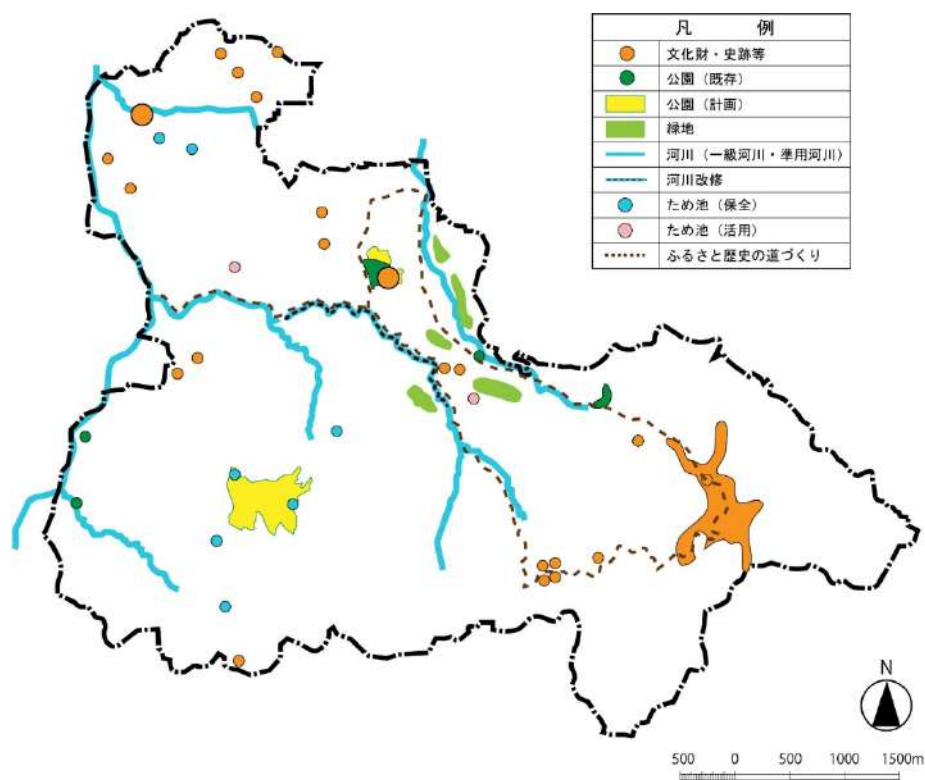 凡 例
文化財・史跡等
公園（既存）
公園（計画）
緑地
河川（一級河川・準用河川）
河川改修
ため池（保全）
ため池（活用）
ふるさと歴史の道づくり
N
500 0 500 1000 1500m